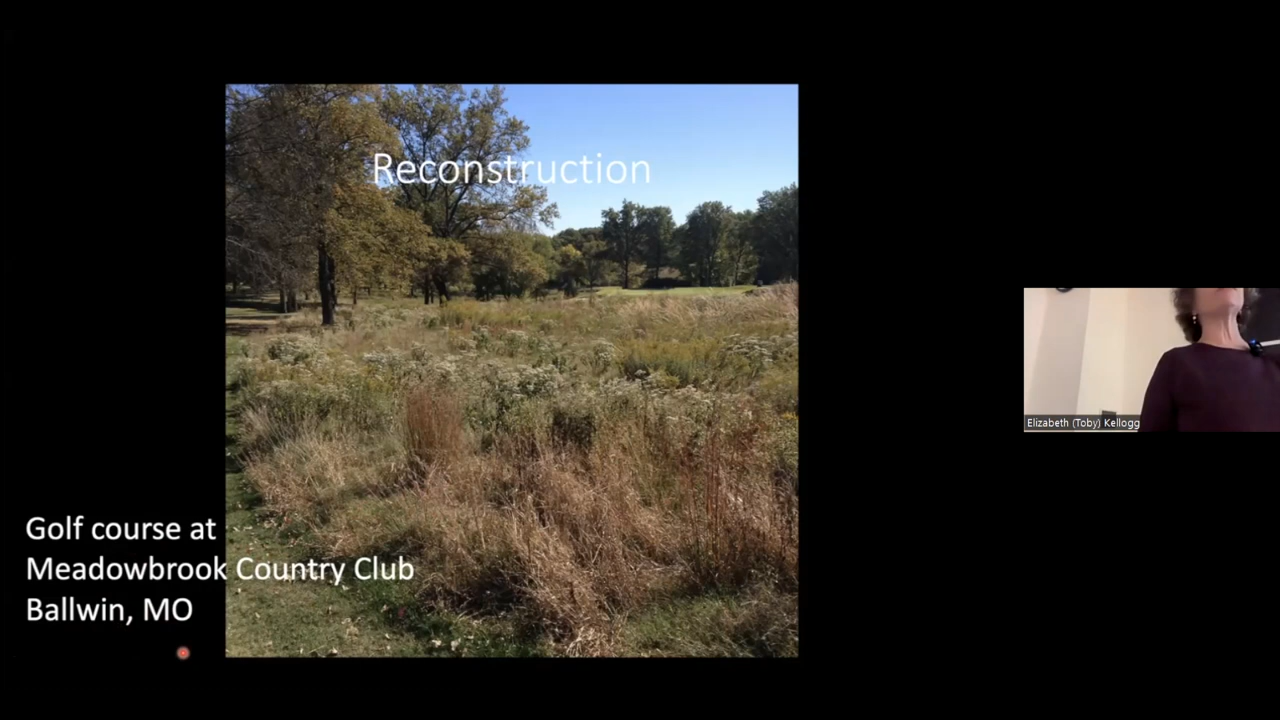 Reconstruction
Golf course at
Meadowbrook Country Club
Ballwin, MO
Elizabeth (Toby) Kellogg